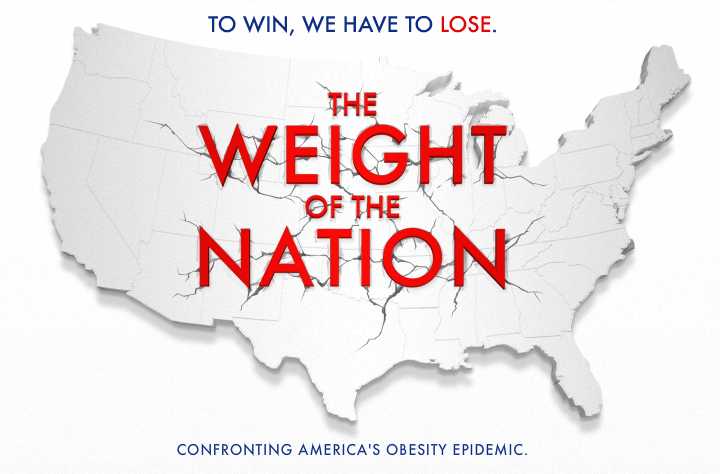 TO WIN, WE HAVE TO LOSE.
THE
WEIGHT
OF THE
NATION
CONFRONTING AMERICA'S OBESITY EPIDEMIC.